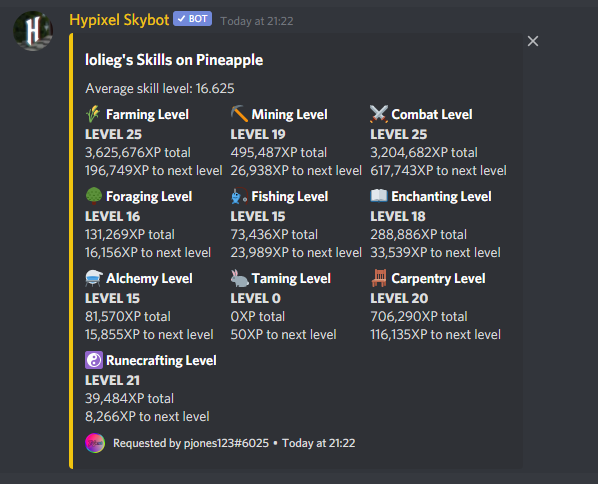 Hypixel Skybot BOT Today at 21:22
lolieg's Skills on Pineapple
Average skill level: 16.625
Farming Level
LEVEL 25
3,625,676XP total
196,749XP to next level
Mining Level
LEVEL 19
495,487XP total
26,938XP to next level
Combat Level
LEVEL 25
3,204,682XP total
617,743XP to next level
Foraging Level
LEVEL 16
131,269XP total
16,156XP to next level
Fishing Level
LEVEL 15
73,436XP total
23,989XP to next level
Enchanting Level
LEVEL 18
288,886XP total
33,539XP to next level
Alchemy Level
LEVEL 15
81,570XP total
15,855XP to next level
Taming Level
LEVEL 0
0XP total
50XP to next level
Carpentry Level
LEVEL 20
706,290XP total
116,135XP to next level
Runecrafting Level
LEVEL 21
39,484XP total
8,266XP to next level
Requested by pjones123#6025 • Today at 21:22